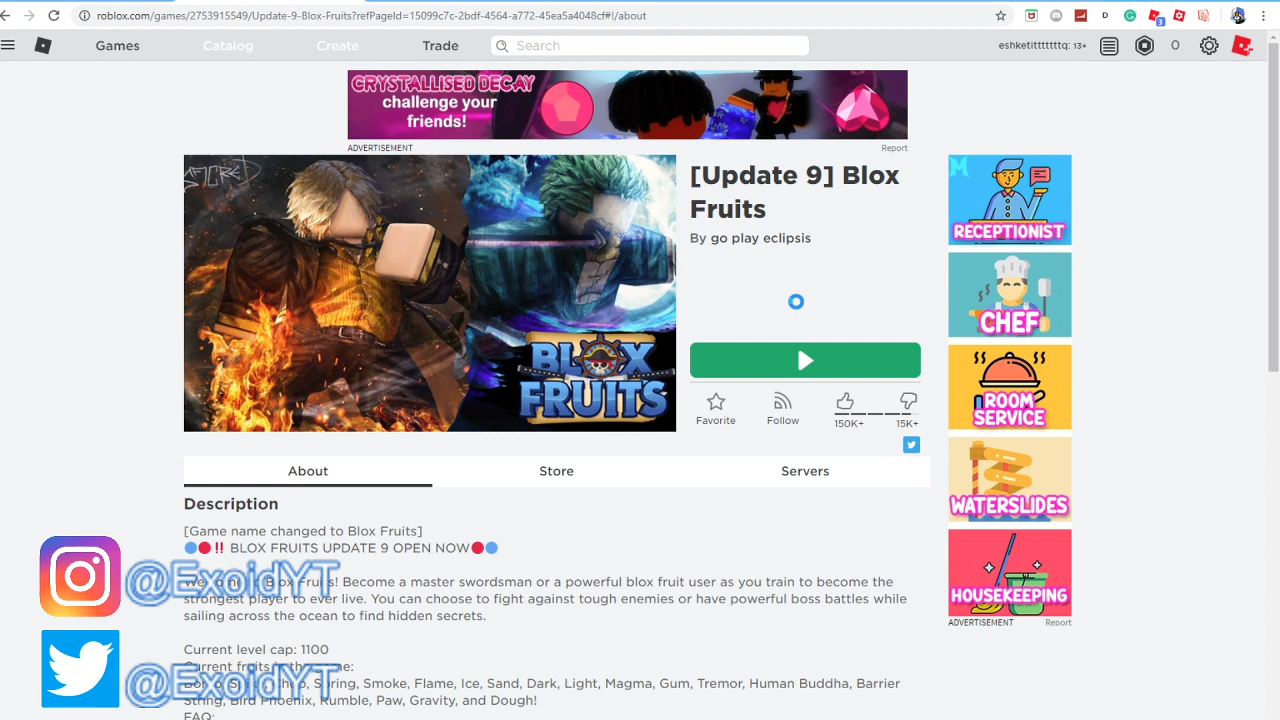 roblox.com/games/2753915549/Update-9-Blox-Fruits?refPageId=15099c7c-2bdf-4564-a772-45ea5a4048cf#!/about
D
3
Games
Catalog
Create
Trade
Search
eshketitttttttq: 13+
0
CRYSTALLISED DECAY
challenge your
friends!
ADVERTISEMENT
Report
BLOX
FRUITS
[Update 9] Blox
Fruits
By go play eclipsis
Favorite
Follow
150K+
15K+
RECEPTIONIST
CHEF
ROOM
SERVICE
WATERSLIDES
HOUSEKEEPING
ADVERTISEMENT
Report
About
Store
Servers
Description
[Game name changed to Blox Fruits]
🔵🔴‼️ BLOX FRUITS UPDATE 9 OPEN NOW🔴🔵
Blox Fruits! Become a master swordsman or a powerful blox fruit user as you train to become the
strongest player to ever live. You can choose to fight against tough enemies or have powerful boss battles while
sailing across the ocean to find hidden secrets.
Current level cap: 1100
Current fruits in the game:
Spring, Smoke, Flame, Ice, Sand, Dark, Light, Magma, Gum, Tremor, Human Buddha, Barrier
String, Bird Phoenix, Rumble, Paw, Gravity, and Dough!
FAQ:
@ExoidYT
@ExoidYT